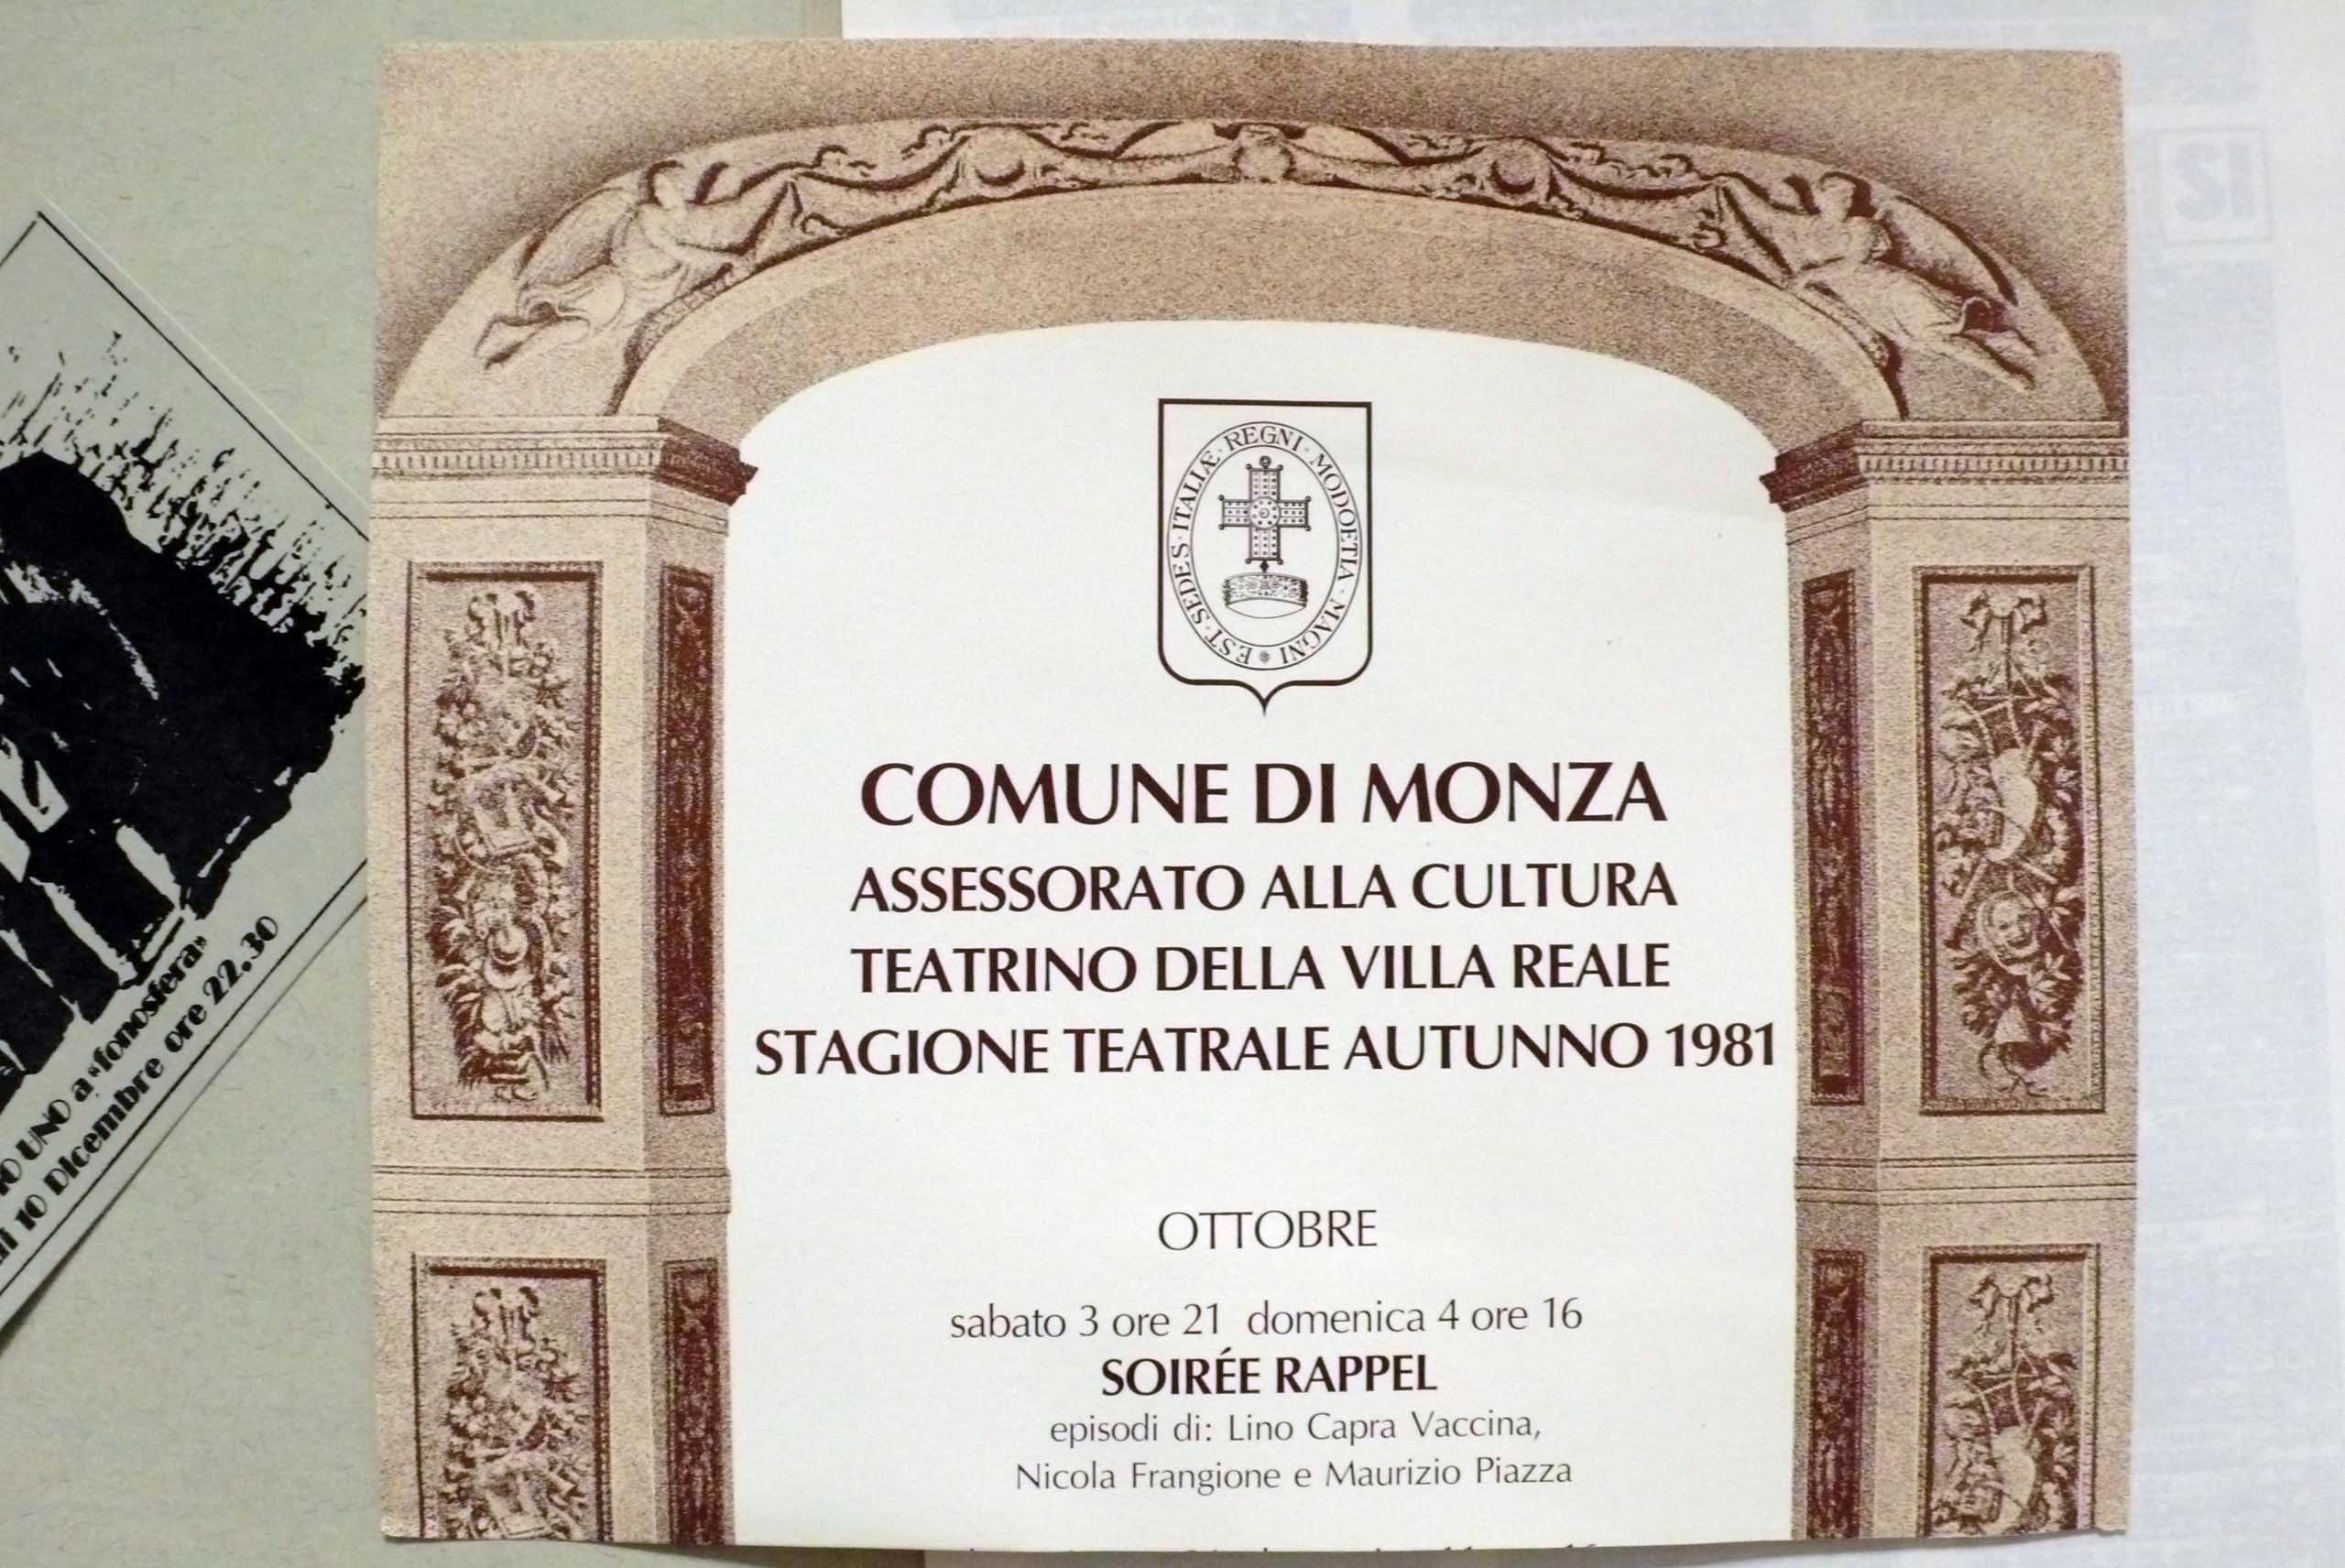 EST · SEDES · ITALIÆ · REGNI · MODOETIA · MAGNI
COMUNE DI MONZA
ASSESSORATO ALLA CULTURA
TEATRINO DELLA VILLA REALE
STAGIONE TEATRALE AUTUNNO 1981
OTTOBRE
sabato 3 ore 21 domenica 4 ore 16
SOIRÉE RAPPEL
episodi di: Lino Capra Vaccina,
Nicola Frangione e Maurizio Piazza
UNO a «fonosfera»
10 Dicembre ore 22.30
12